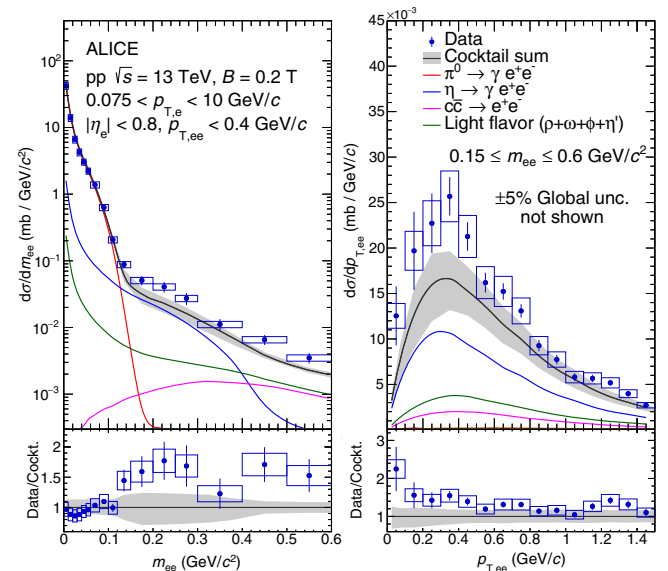 ALICE
pp √s = 13 TeV, B = 0.2 T
0.075 < p_T,e < 10 GeV/c
|η_e| < 0.8, p_T,ee < 0.4 GeV/c
dσ/dm_ee (mb / GeV/c²)
10²
10
1
10⁻¹
10⁻²
10⁻³
Data/Cockt.
2
1.5
1
0.5
0 0.1 0.2 0.3 0.4 0.5 0.6
m_ee (GeV/c²)
×10⁻³
Data
Cocktail sum
π⁰ → γ e⁺e⁻
η → γ e⁺e⁻
cc̄ → e⁺e⁻
Light flavor (ρ+ω+φ+η')
0.15 ≤ m_ee ≤ 0.6 GeV/c²
±5% Global unc.
not shown
dσ/dp_T,ee (mb / GeV/c)
45
40
35
30
25
20
15
10
5
0
Data/Cockt.
3
2
1
0 0.2 0.4 0.6 0.8 1 1.2 1.4
p_T,ee (GeV/c)